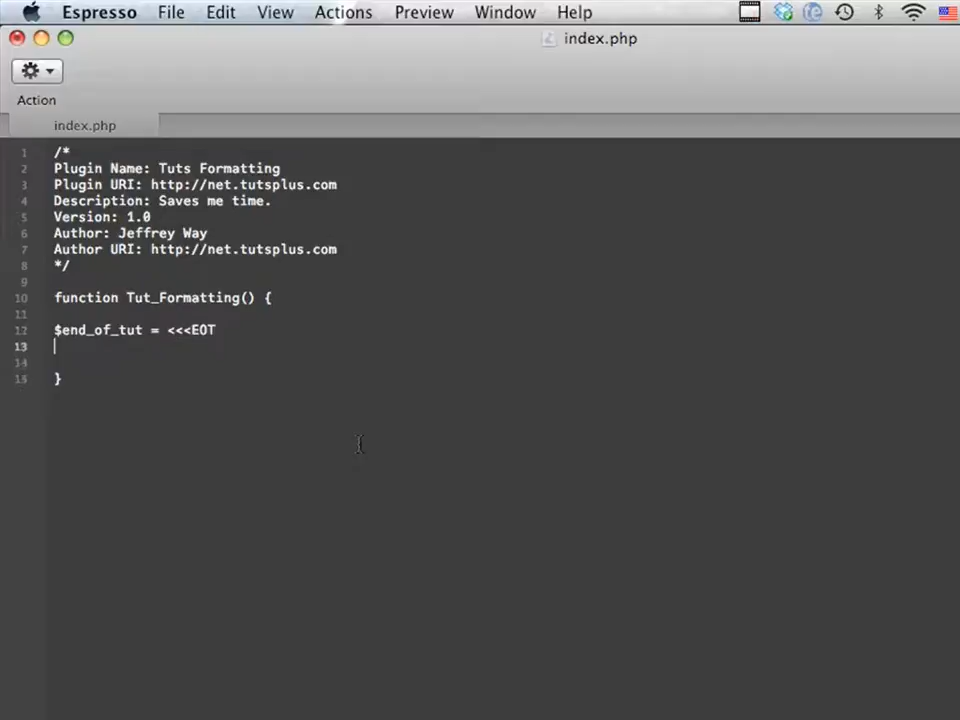 Espresso File Edit View Actions Preview Window Help
index.php
Action
index.php
1 /*
2 Plugin Name: Tuts Formatting
3 Plugin URI: http://net.tutsplus.com
4 Description: Saves me time.
5 Version: 1.0
6 Author: Jeffrey Way
7 Author URI: http://net.tutsplus.com
8 */
9
10 function Tut_Formatting() {
11
12 $end_of_tut = <<<EOT
13
14
15 }